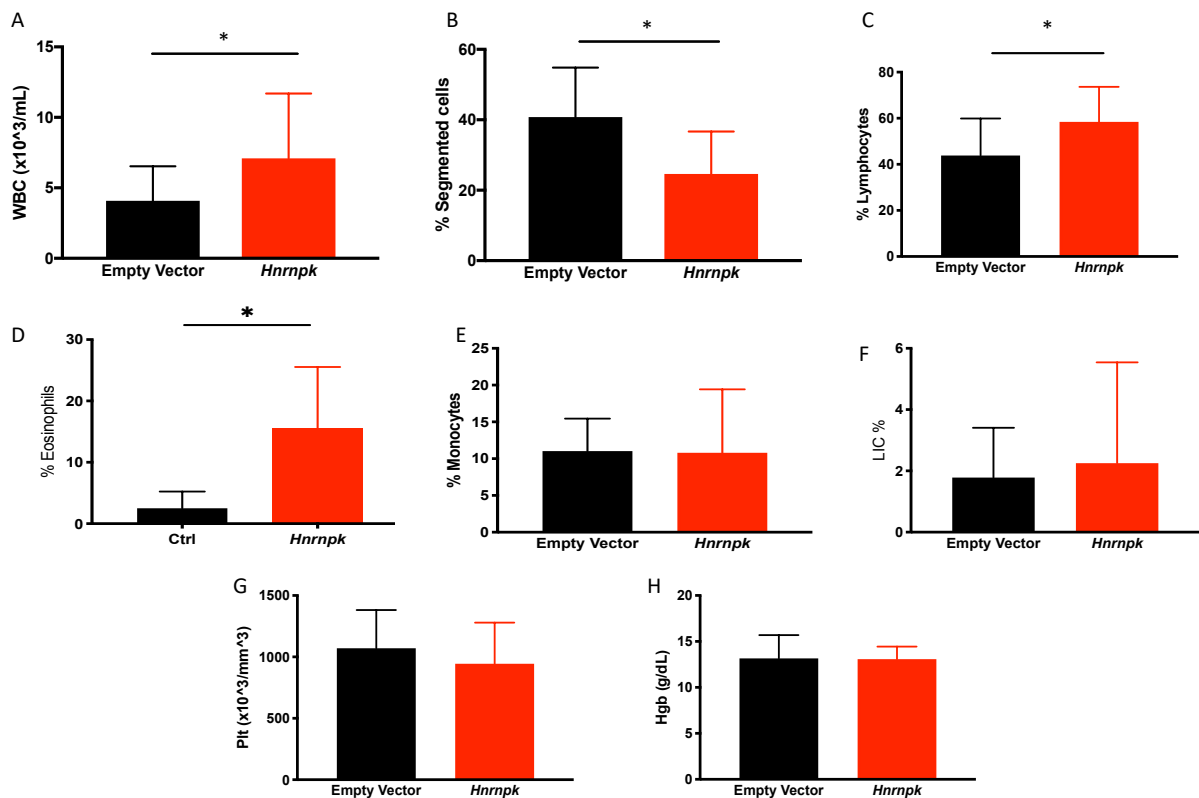 A
*
15
10
5
0
WBC (x10^3/mL)
Empty Vector
Hnrnpk
B
*
60
40
20
0
% Segmented cells
Empty Vector
Hnrnpk
C
*
80
60
40
20
0
% Lymphocytes
Empty Vector
Hnrnpk
D
*
30
20
10
0
% Eosinophils
Ctrl
Hnrnpk
E
25
20
15
10
5
0
% Monocytes
Empty Vector
Hnrnpk
F
6
4
2
0
LIC %
Empty Vector
Hnrnpk
G
1500
1000
500
0
Plt (x10^3/mm^3)
Empty Vector
Hnrnpk
H
20
15
10
5
0
Hgb (g/dL)
Empty Vector
Hnrnpk